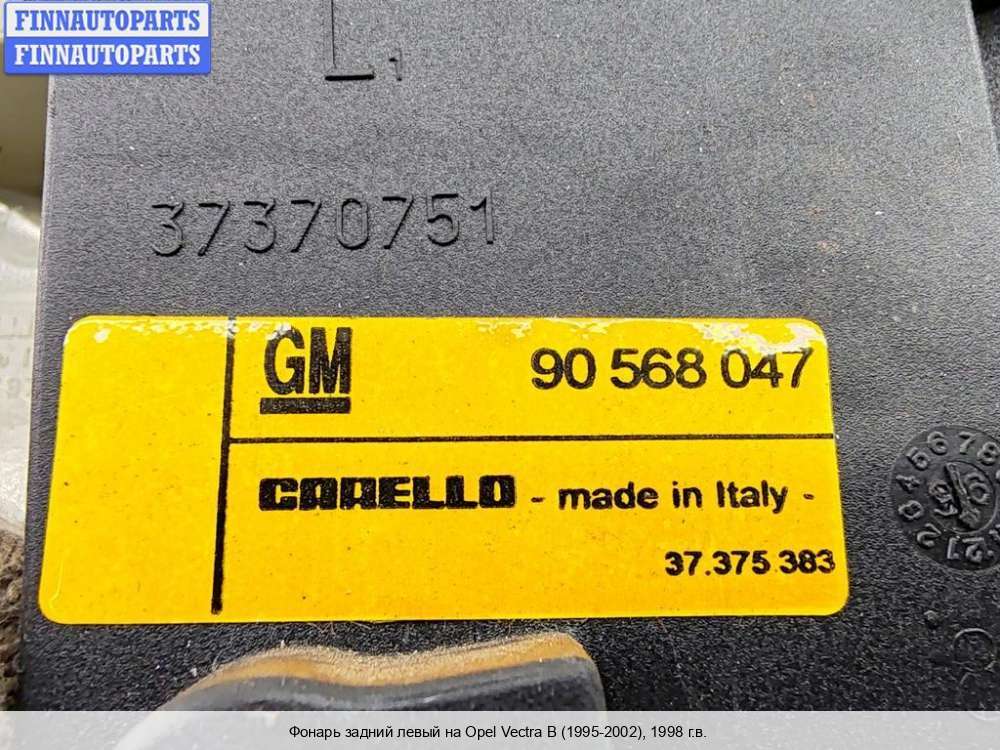 FINNAUTOPARTS
FINNAUTOPARTS
L1
37370751
GM
90 568 047
CARELLO - made in Italy -
37.375.383
Фонарь задний левый на Opel Vectra B (1995-2002), 1998 г.в.